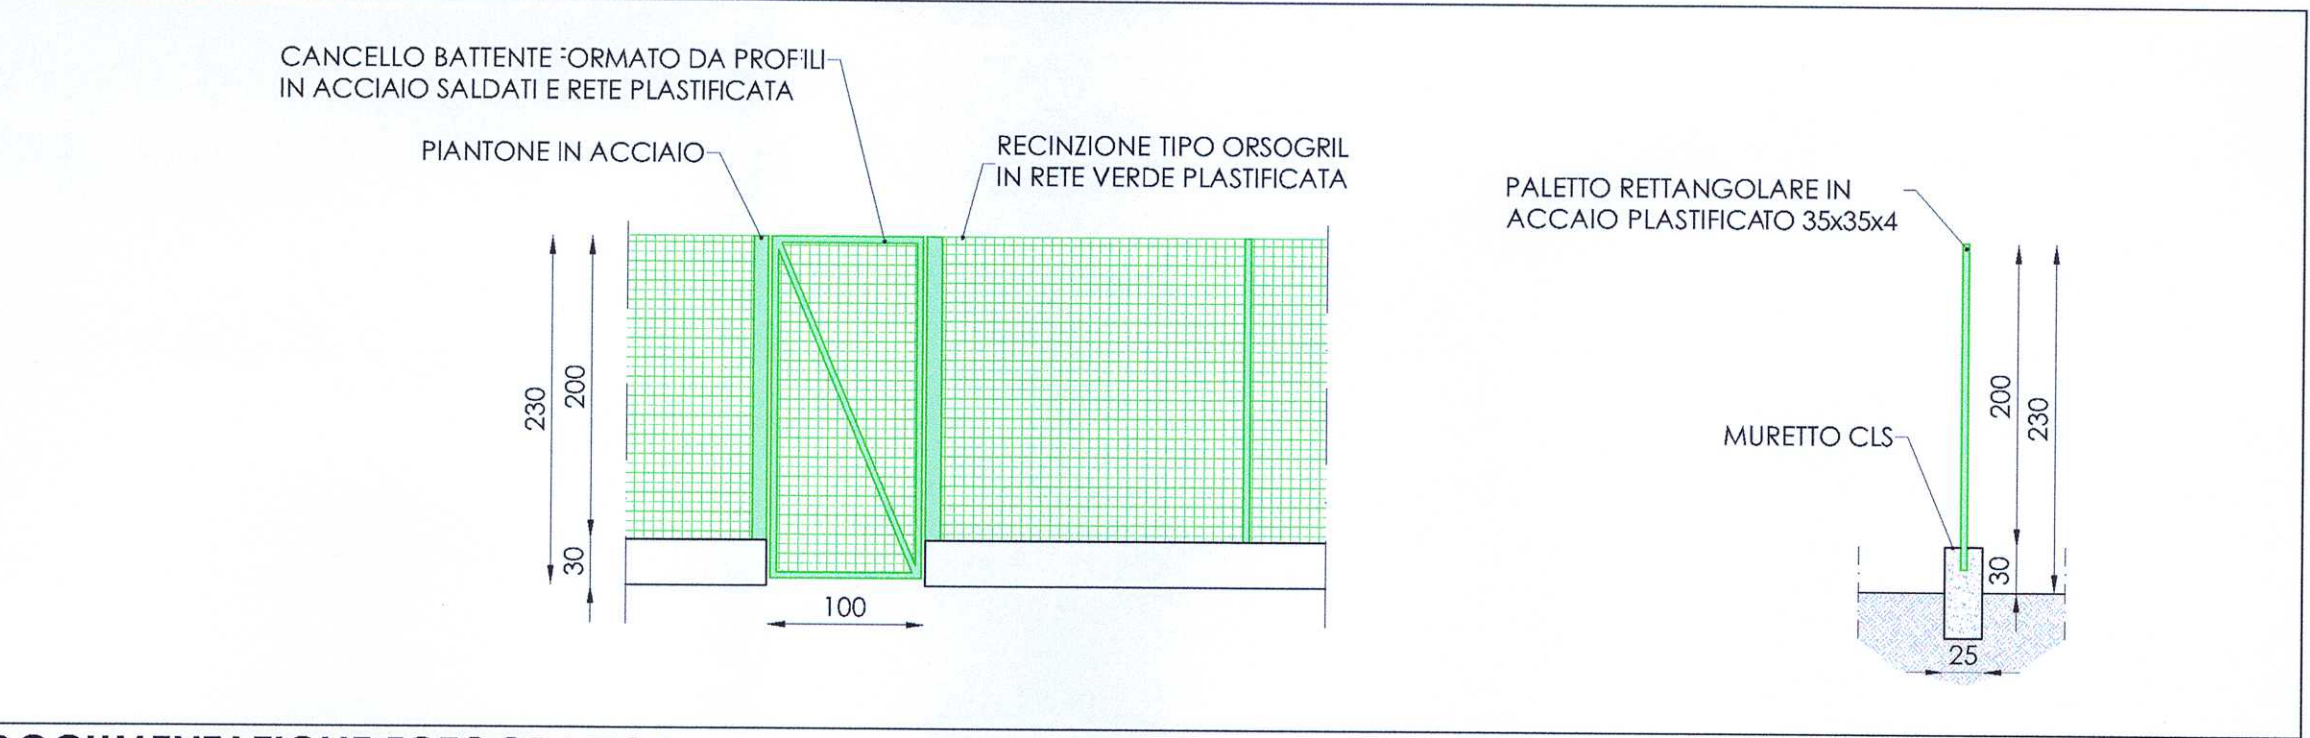 CANCELLO BATTENTE FORMATO DA PROFILI
IN ACCIAIO SALDATI E RETE PLASTIFICATA
PIANTONE IN ACCIAIO
RECINZIONE TIPO ORSOGRIL
IN RETE VERDE PLASTIFICATA
PALETTO RETTANGOLARE IN
ACCAIO PLASTIFICATO 35x35x4
230
200
30
100
MURETTO CLS
200
230
30
25